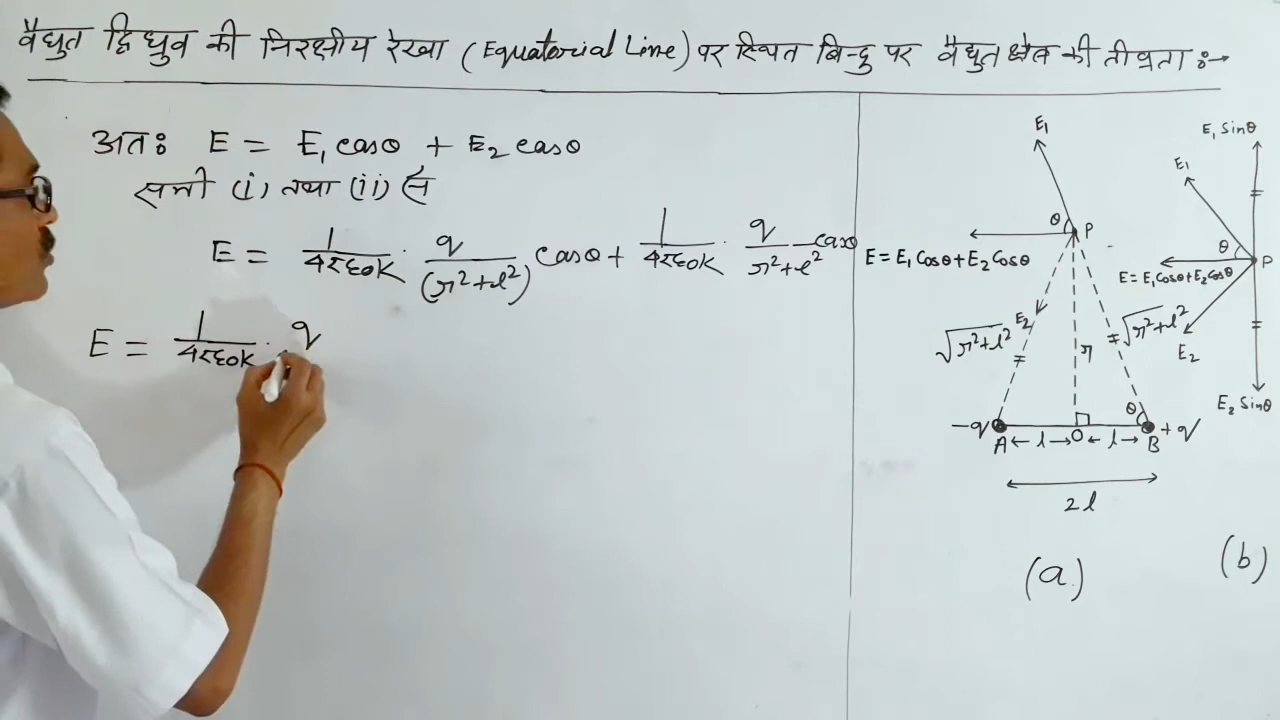 वैद्युत द्विध्रुव की निरक्षीय रेखा (Equatorial Line) पर स्थित बिन्दु पर वैद्युत क्षेत्र की तीव्रता :→
अतः E = E₁ cosθ + E₂ cosθ
समी (i) तथा (ii) से
E = 1/4πε₀K · q/(r²+l²) cosθ + 1/4πε₀K · q/r²+l² cosθ
E = 1/4πε₀K · q
E₁
θ
P
E = E₁ Cosθ + E₂ Cosθ
E₂
√r²+l²
√r²+l²
r
θ
-q
A
l
O
l
B
+q
2l
(a)
E₁ Sinθ
E₁
θ
P
E = E₁ Cosθ + E₂ Cosθ
E₂
E₂ Sinθ
(b)